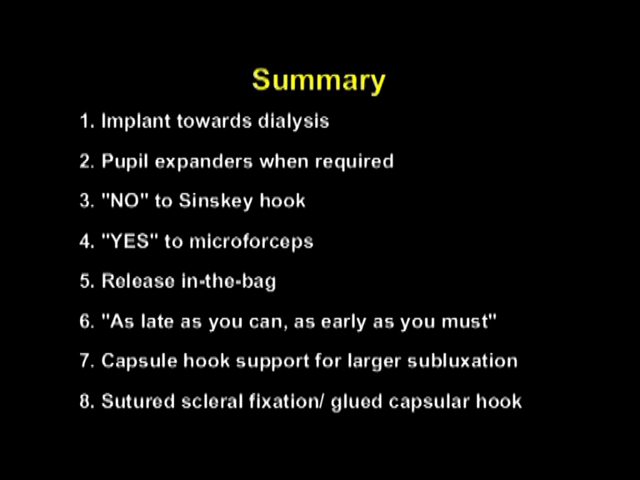 Summary
1. Implant towards dialysis
2. Pupil expanders when required
3. "NO" to Sinskey hook
4. "YES" to microforceps
5. Release in-the-bag
6. "As late as you can, as early as you must"
7. Capsule hook support for larger subluxation
8. Sutured scleral fixation/ glued capsular hook